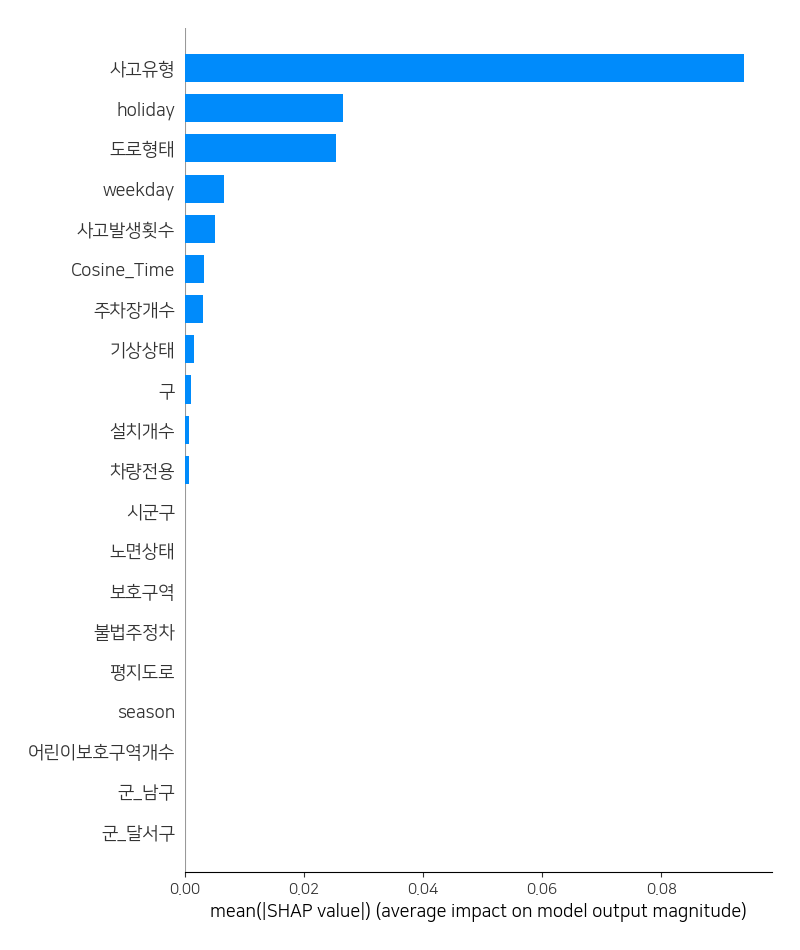 사고유형
holiday
도로형태
weekday
사고발생횟수
Cosine_Time
주차장개수
기상상태
구
설치개수
차량전용
시군구
노면상태
보호구역
불법주정차
평지도로
season
어린이보호구역개수
군_남구
군_달서구
0.00 0.02 0.04 0.06 0.08
mean(|SHAP value|) (average impact on model output magnitude)